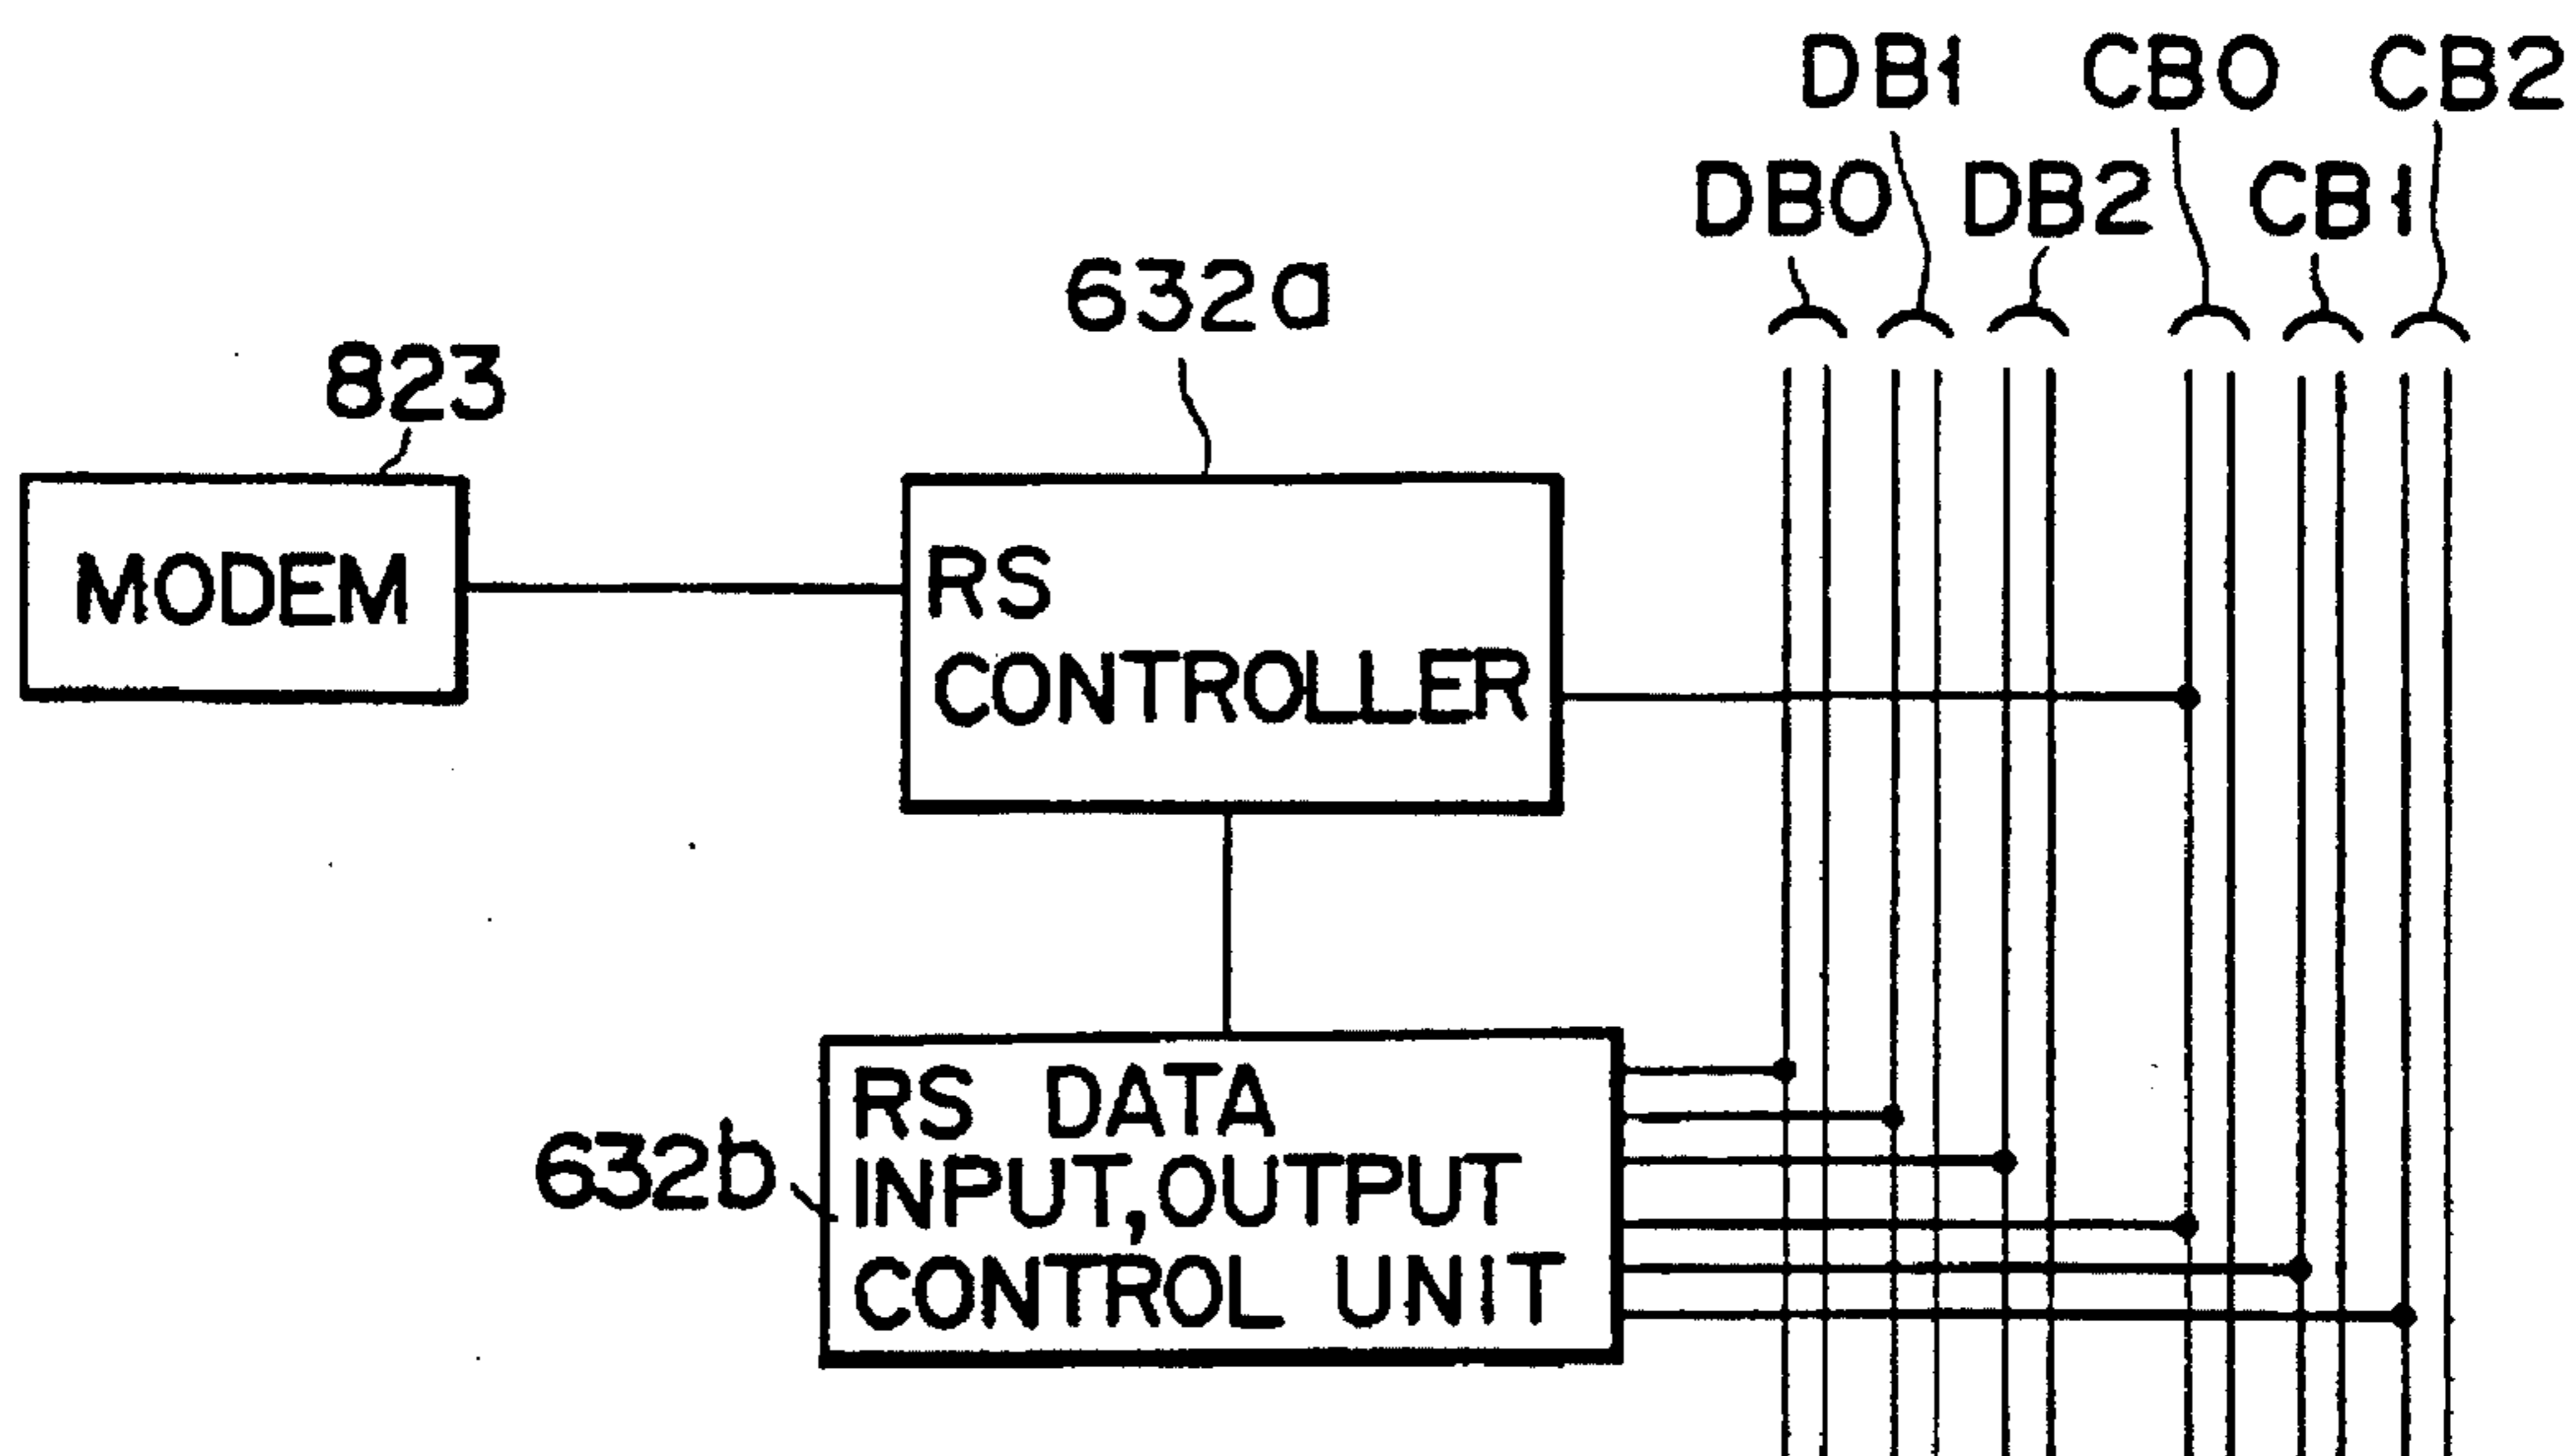 DB1 CB0 CB2
DB0 DB2 CB1
632a
823
MODEM
RS
CONTROLLER
632b
RS DATA
INPUT, OUTPUT
CONTROL UNIT